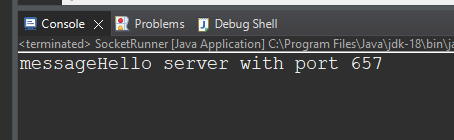 Console Problems Debug Shell
<terminated> SocketRunner [Java Application] C:\Program Files\Java\jdk-18\bin\ja
messageHello server with port 657